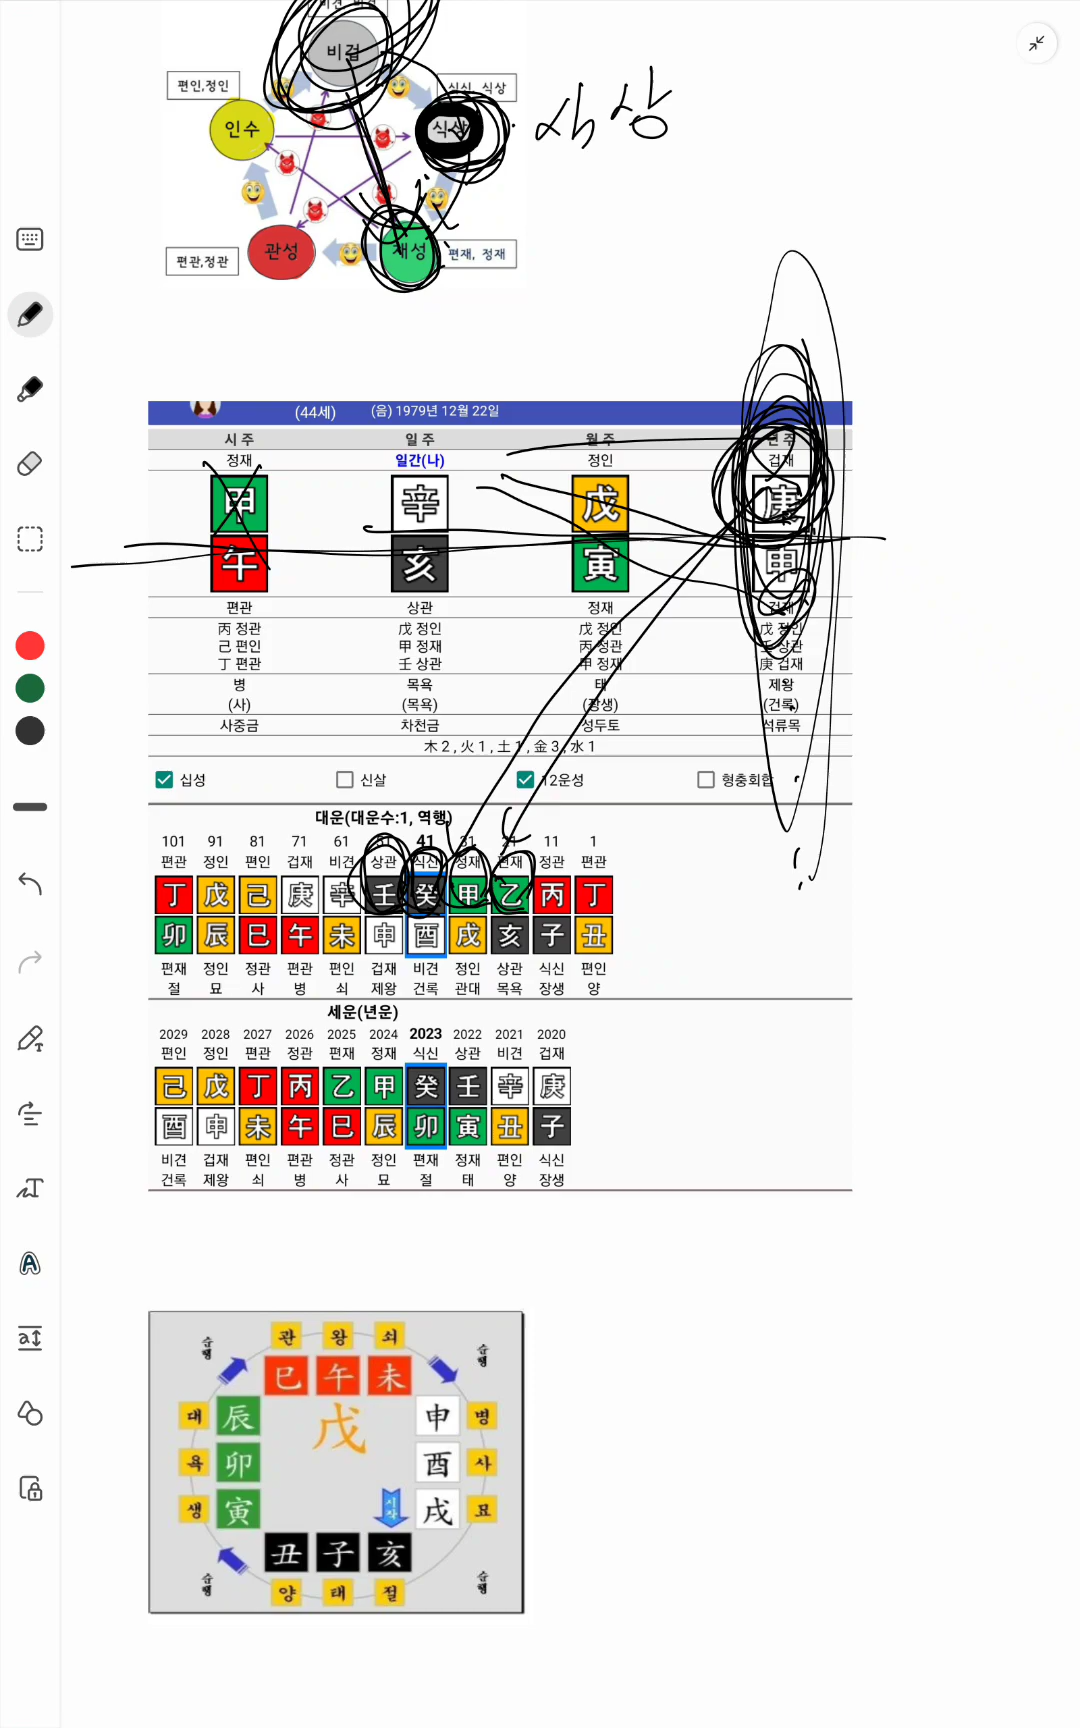 비겁
편인,정인
식신, 식상
인수
식상
관성
재성
편관,정관
편재, 정재
(44세) (음) 1979년 12월 22일
시 주 일 주 월 주 년 주
정재 일간(나) 정인 겁재
甲 辛 戊 庚
午 亥 寅 申
편관 상관 정재 겁재
丙 정관 戊 정인 戊 정인 戊 정인
己 편인 甲 정재 丙 정관 壬 상관
丁 편관 壬 상관 甲 정재 庚 겁재
병 목욕 태 제왕
(사) (목욕) (장생) (건록)
사중금 차천금 성두토 석류목
木 2 , 火 1 , 土 1 , 金 3 , 水 1
십성 신살 12운성 형충회합
대운(대운수:1, 역행)
101 91 81 71 61 51 41 31 21 11 1
편관 정인 편인 겁재 비견 상관 식신 정재 편재 정관 편관
丁 戊 己 庚 辛 壬 癸 甲 乙 丙 丁
卯 辰 巳 午 未 申 酉 戌 亥 子 丑
편재 정인 정관 편관 편인 겁재 비견 정인 상관 식신 편인
절 묘 사 병 쇠 제왕 건록 관대 목욕 장생 양
세운(년운)
2029 2028 2027 2026 2025 2024 2023 2022 2021 2020
편인 정인 편관 정관 편재 정재 식신 상관 비견 겁재
己 戊 丁 丙 乙 甲 癸 壬 辛 庚
酉 申 未 午 巳 辰 卯 寅 丑 子
비견 겁재 편인 편관 정관 정인 편재 정재 편인 식신
건록 제왕 쇠 병 사 묘 절 태 양 장생
관 왕 쇠
순행 순행
巳 午 未
대 辰 戊 申 병
욕 卯 酉 사
생 寅 시작 戌 묘
丑 子 亥
순행 순행
양 태 절